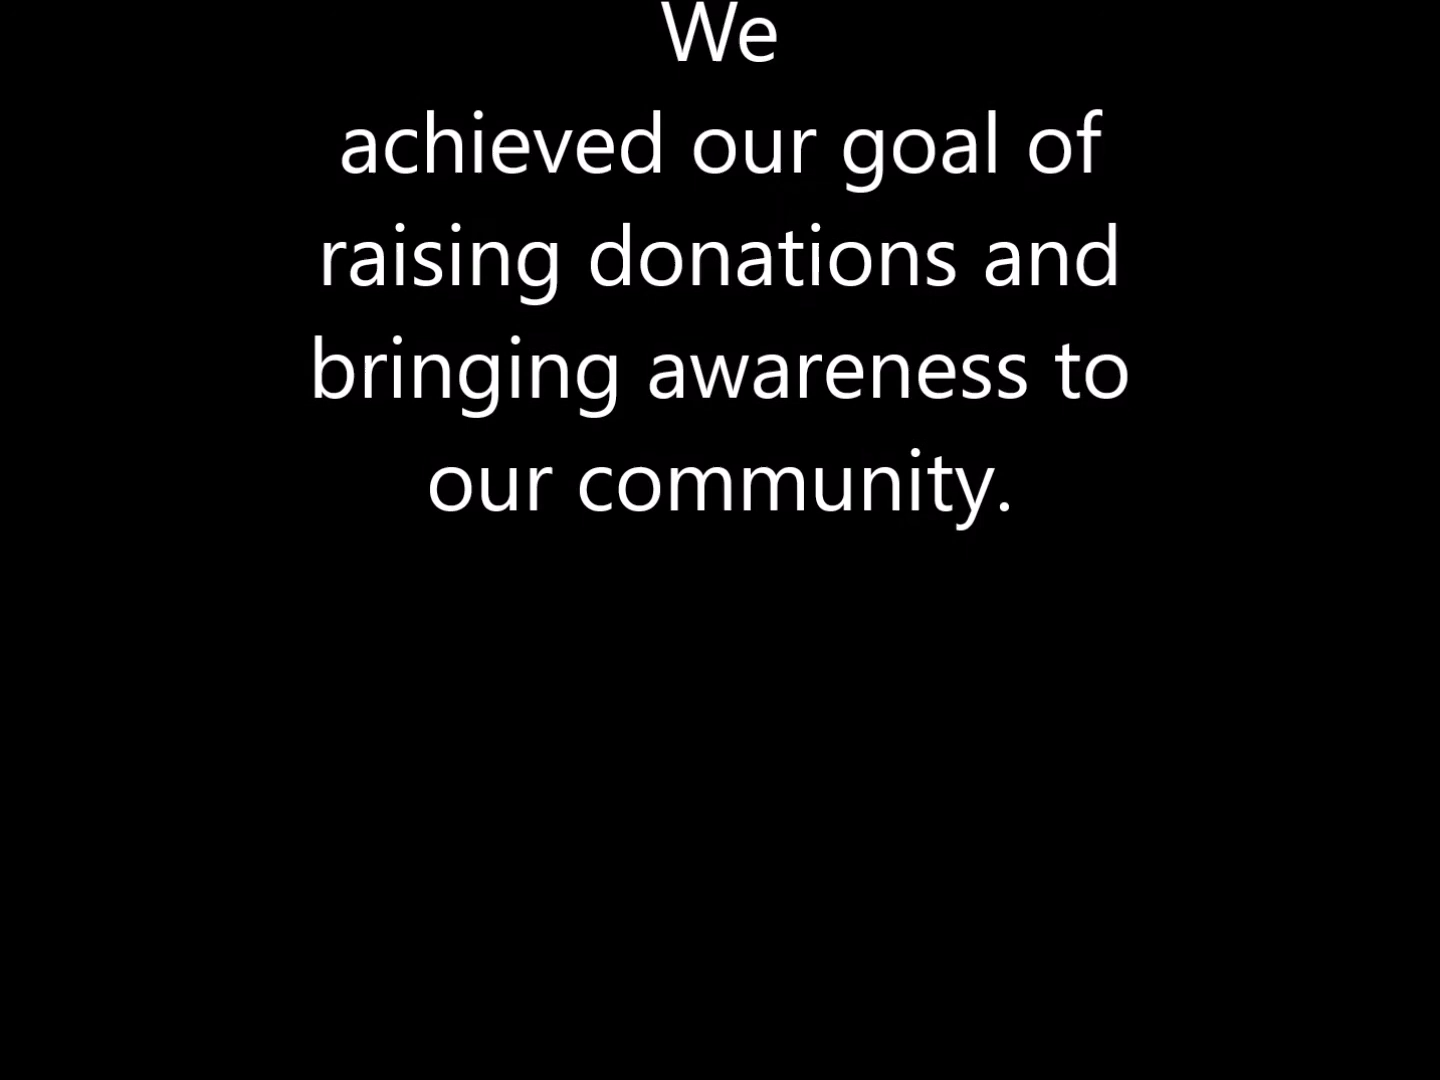 We
achieved our goal of
raising donations and
bringing awareness to
our community.